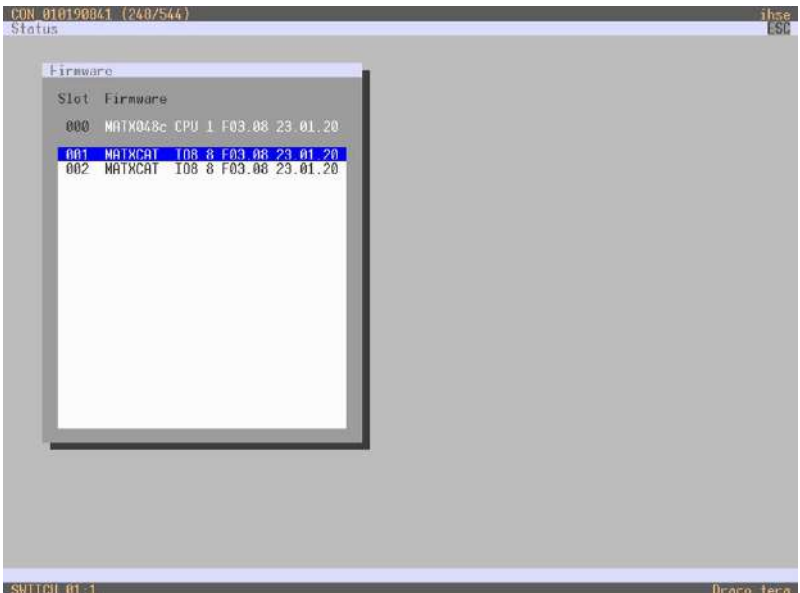 CON 010190841 (248/544) ihse
Status ESC
Firmware
Slot Firmware
000 MATX048c CPU 1 F03.08 23.01.20
001 MATXCAT IO8 8 F03.08 23.01.20
002 MATXCAT IO8 8 F03.08 23.01.20
SWITCH_01-1 Draco tera